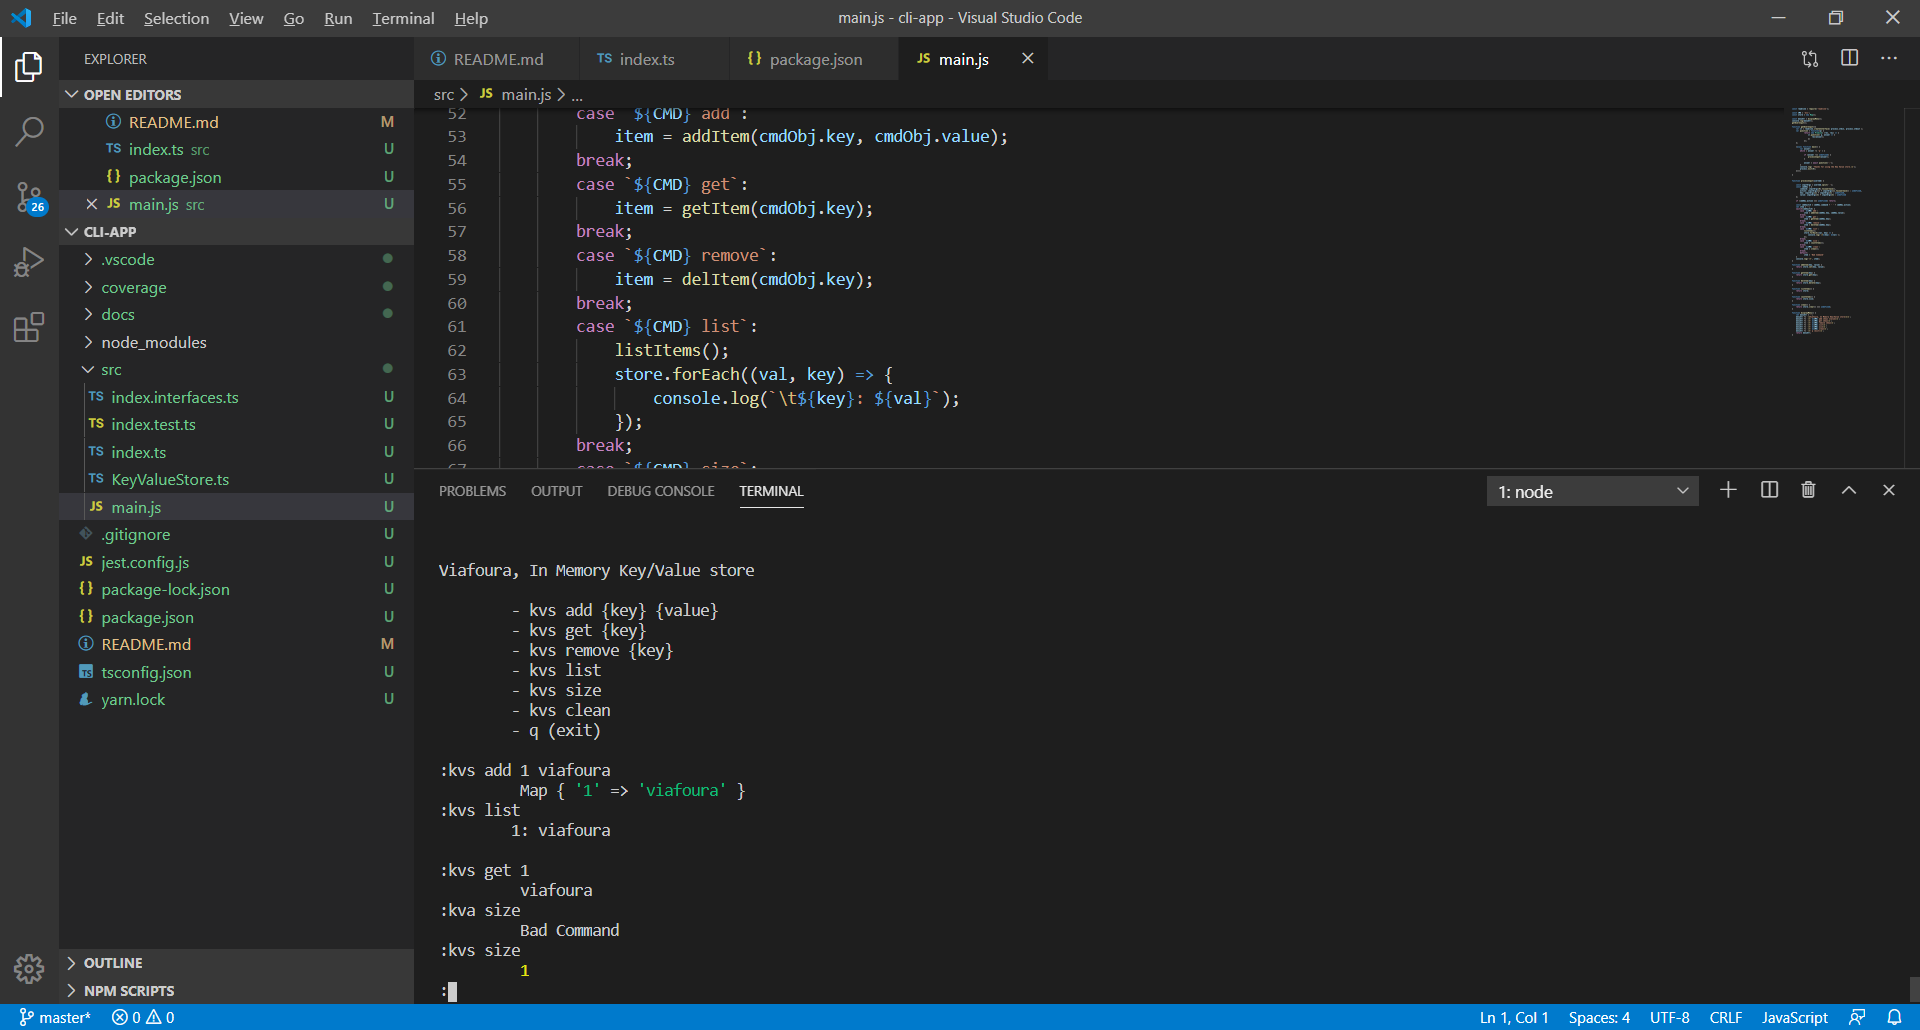 File Edit Selection View Go Run Terminal Help
main.js - cli-app - Visual Studio Code
EXPLORER
OPEN EDITORS
README.md M
TS index.ts src U
{} package.json U
JS main.js src U
26
CLI-APP
.vscode
coverage
docs
node_modules
src
TS index.interfaces.ts U
TS index.test.ts U
TS index.ts U
TS KeyValueStore.ts U
JS main.js U
.gitignore U
JS jest.config.js U
{} package-lock.json U
{} package.json U
README.md M
TS tsconfig.json U
yarn.lock U
OUTLINE
NPM SCRIPTS
README.md
TS index.ts
{} package.json
JS main.js
src > JS main.js > ...
52 case `${CMD} add`:
53 item = addItem(cmdObj.key, cmdObj.value);
54 break;
55 case `${CMD} get`:
56 item = getItem(cmdObj.key);
57 break;
58 case `${CMD} remove`:
59 item = delItem(cmdObj.key);
60 break;
61 case `${CMD} list`:
62 listItems();
63 store.forEach((val, key) => {
64 console.log(`\t${key}: ${val}`);
65 });
66 break;
67 case `${CMD} size`:
PROBLEMS OUTPUT DEBUG CONSOLE TERMINAL
1: node
Viafoura, In Memory Key/Value store
- kvs add {key} {value}
- kvs get {key}
- kvs remove {key}
- kvs list
- kvs size
- kvs clean
- q (exit)
:kvs add 1 viafoura
Map { '1' => 'viafoura' }
:kvs list
1: viafoura
:kvs get 1
viafoura
:kva size
Bad Command
:kvs size
1
:
master* 0 0
Ln 1, Col 1 Spaces: 4 UTF-8 CRLF JavaScript